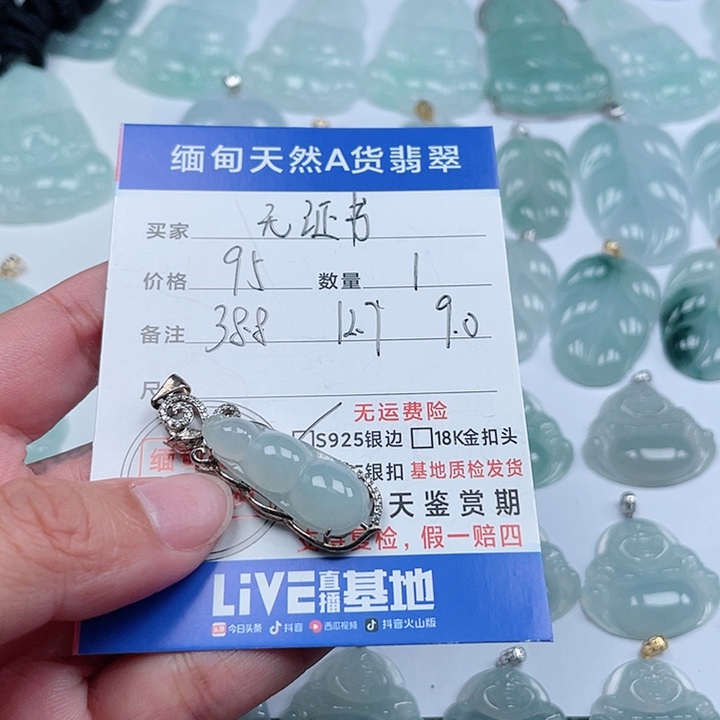 缅甸天然A货翡翠
买家 无证书
价格 95 数量 1
备注 38.8 12.7 9.0
尺
无运费险
S925银边 18K金扣头
银扣 基地质检发货
天鉴赏期
复检，假一赔四
LiVE直播基地
今日头条 抖音 西瓜视频 抖音火山版